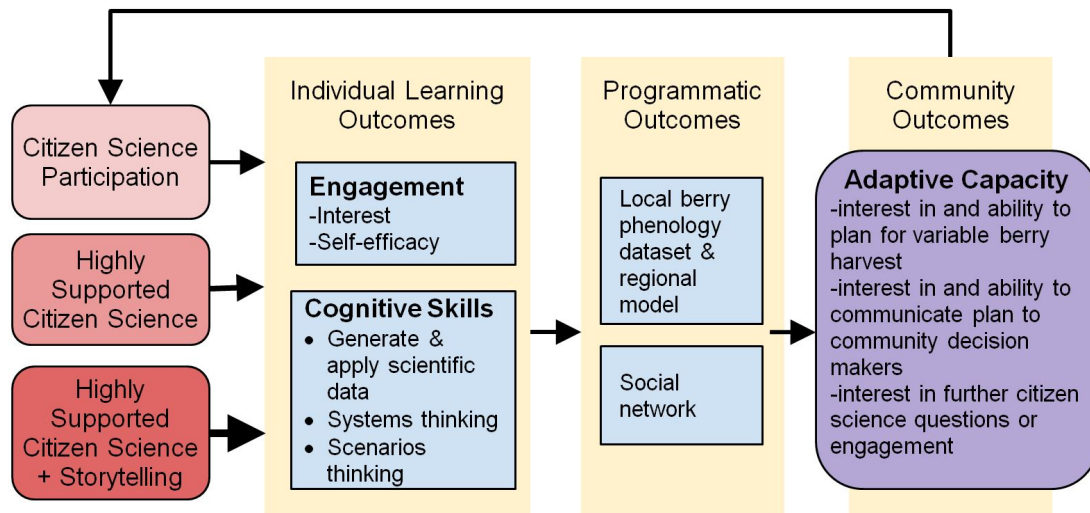 Citizen Science
Participation
Highly
Supported
Citizen Science
Highly
Supported
Citizen Science
+ Storytelling
Individual Learning
Outcomes
Engagement
-Interest
-Self-efficacy
Cognitive Skills
• Generate &
apply scientific
data
• Systems thinking
• Scenarios
thinking
Programmatic
Outcomes
Local berry
phenology
dataset &
regional
model
Social
network
Community
Outcomes
Adaptive Capacity
-interest in and ability to
plan for variable berry
harvest
-interest in and ability to
communicate plan to
community decision
makers
-interest in further citizen
science questions or
engagement